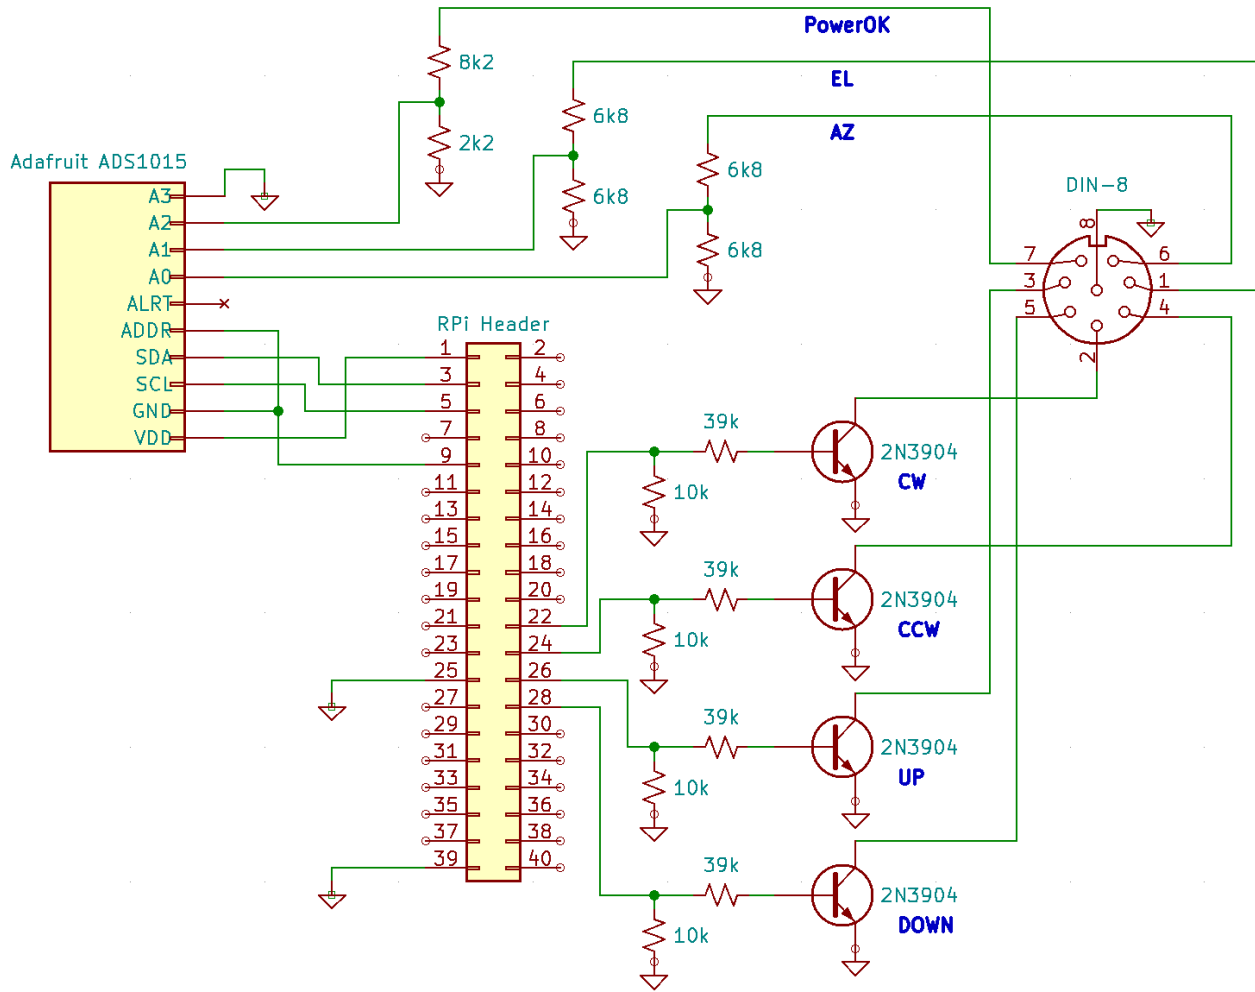 PowerOK
8k2
EL
6k8
AZ
2k2
Adafruit ADS1015
6k8
6k8
DIN-8
A3
A2
A1
A0
ALRT
ADDR
SDA
SCL
GND
VDD
6k8
8
7
6
3
1
5
4
2
RPi Header
1 2
3 4
5 6
7 8
9 10
11 12
13 14
15 16
17 18
19 20
21 22
23 24
25 26
27 28
29 30
31 32
33 34
35 36
37 38
39 40
39k
2N3904
CW
10k
39k
2N3904
CCW
10k
39k
2N3904
UP
10k
39k
2N3904
DOWN
10k